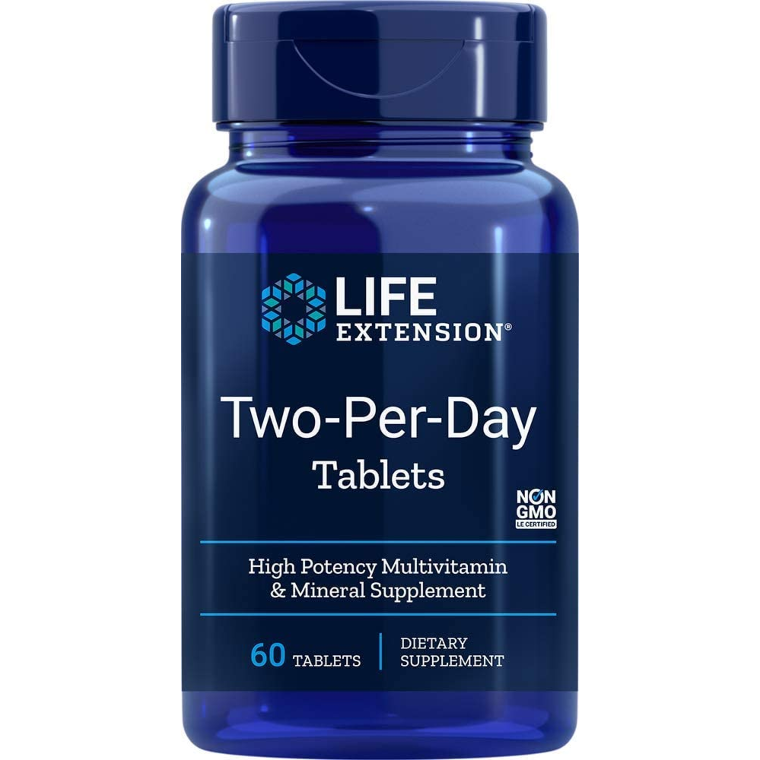 LIFE
EXTENSION®
Two-Per-Day
Tablets
NON
GMO
LE CERTIFIED
High Potency Multivitamin
& Mineral Supplement
60 TABLETS
DIETARY
SUPPLEMENT